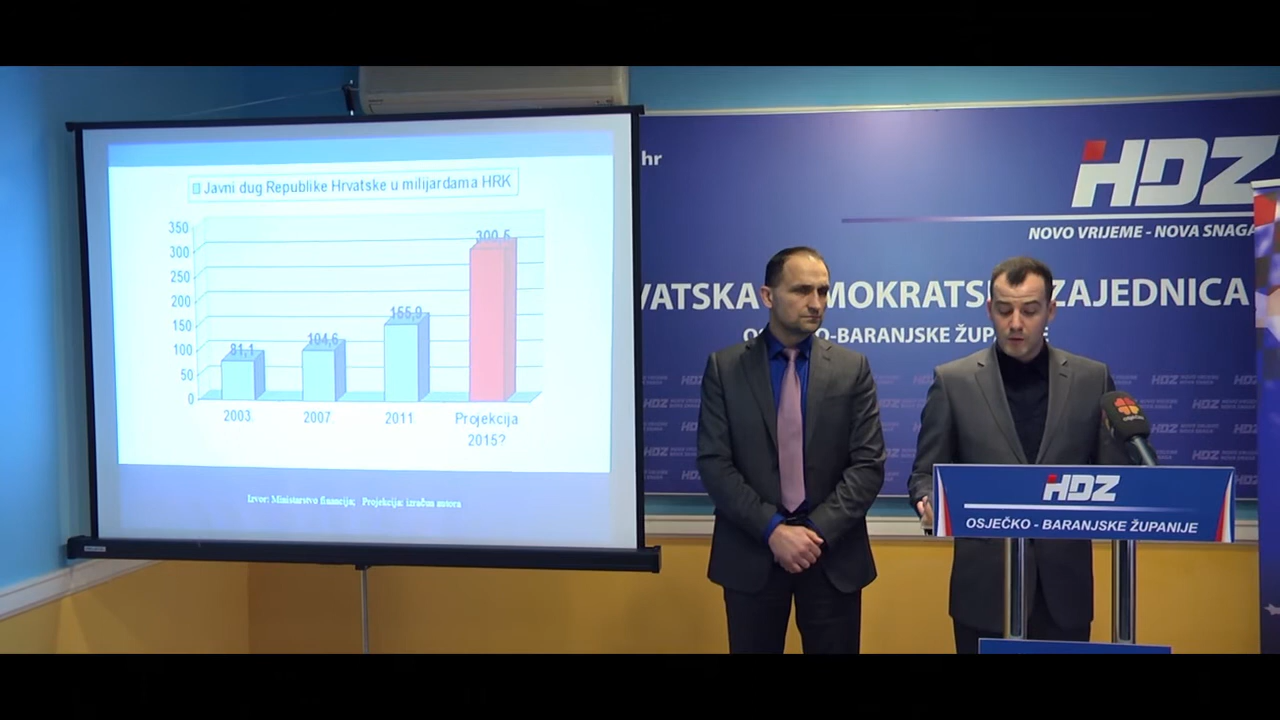 Javni dug Republike Hrvatske u milijardama HRK
350
300
250
200
150
100
50
0
81,1
104,6
155,9
300,5
2003
2007
2011
Projekcija
2015?
Izvor: Ministarstvo financija; Projekcija: izračun autora
hr
HDZ
NOVO VRIJEME - NOVA SNAGA
VATSKA MOKRATS ZAJEDNICA
O O-BARANJSKE ŽUPANIJE
HDZ
OSJEČKO - BARANJSKE ŽUPANIJE